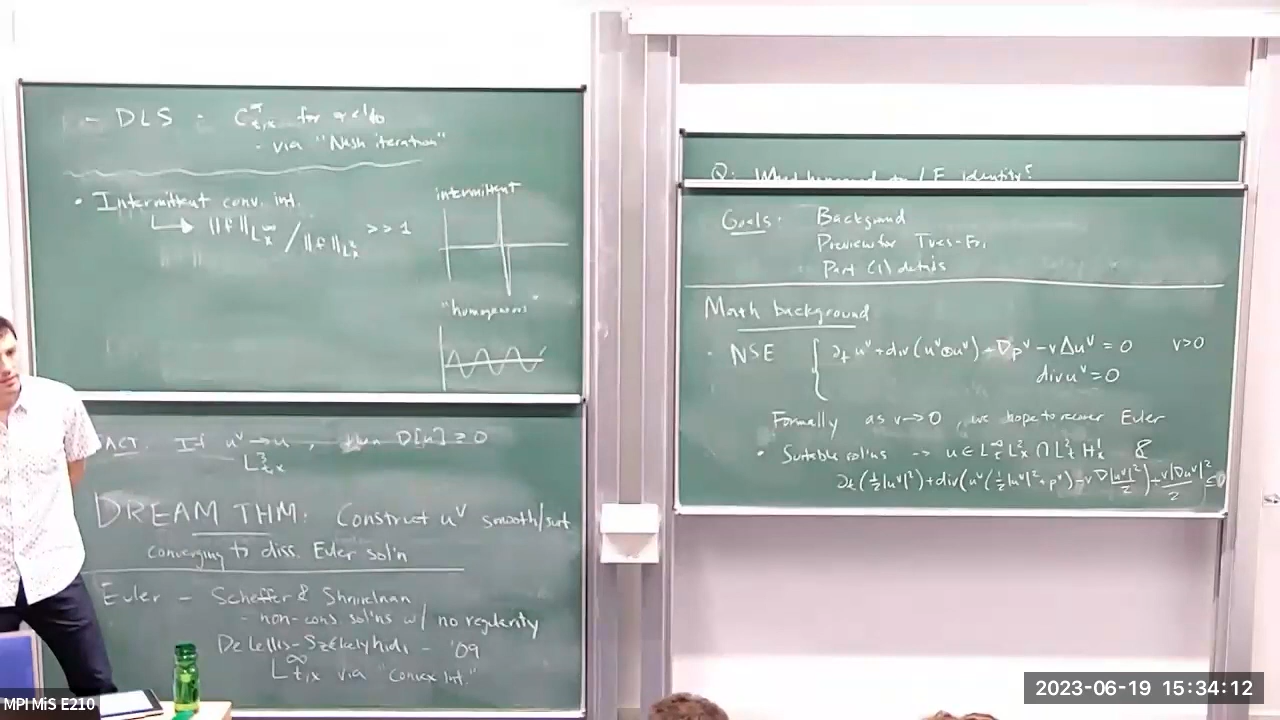 - DLS - C^α_{t,x} for α<1/10
- via "Nash iteration"
• Intermittent conv. int.
↳ ||f||_{L^∞_x} / ||f||_{L^2_x} >> 1
intermittent
"homogeneous"
FACT: If u^ν → u , then D[u] ≥ 0
L^3_{t,x}
DREAM THM: Construct u^ν smooth/suit
converging to diss. Euler sol'n
Euler - Scheffer & Shnirelman
- non-cons sol'ns w/ no regularity
De Lellis-Székelyhidi - '09
L^∞_{t,x} via "Convex Int."
Q: What happened to L E identity?
Goals: Background
Preview for Tues-Fri
Part (1) details
Math background
· NSE { ∂_t u^ν + div(u^ν⊗u^ν) + ∇p^ν - νΔu^ν = 0 ν>0
div u^ν = 0
Formally as ν→0, we hope to recover Euler
• Suitable sol'ns -> u ∈ L^∞_t L^2_x ∩ L^2_t H^1_x &
∂_t(½|u^ν|²) + div(u^ν(½|u^ν|² + p^ν) - ν∇|u^ν|²/2) + ν|∇u^ν|²/2 ≤ 0
MPI MiS E210
2023-06-19 15:34:12